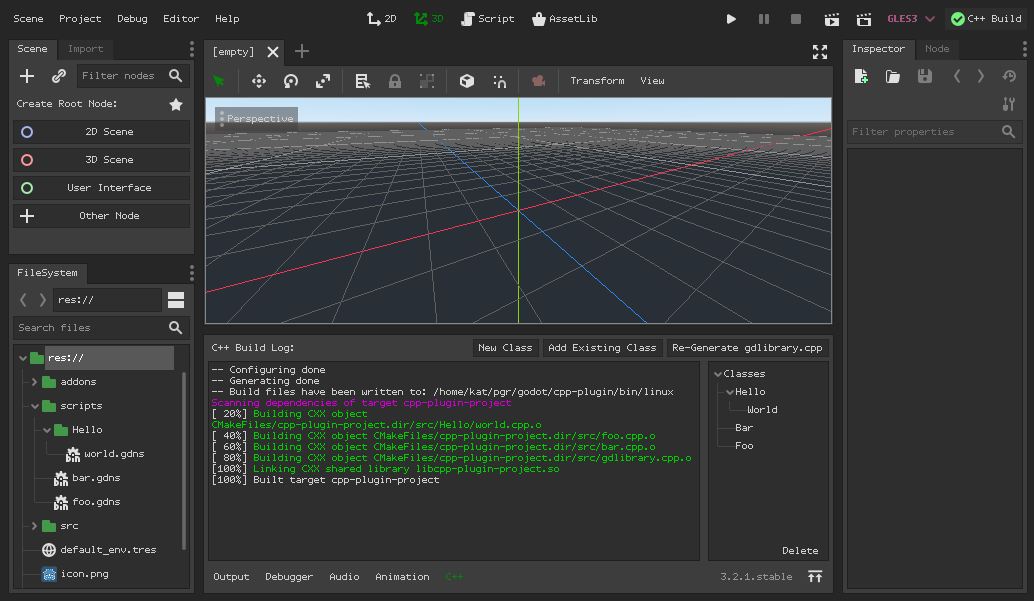 Scene Project Debug Editor Help 2D 3D Script AssetLib GLES3 C++ Build
Scene Import
Filter nodes
Create Root Node:
2D Scene
3D Scene
User Interface
Other Node
FileSystem
res://
Search files
res://
addons
scripts
Hello
world.gdns
bar.gdns
foo.gdns
src
default_env.tres
icon.png
[empty]
Transform View
Perspective
C++ Build Log: New Class Add Existing Class Re-Generate gdlibrary.cpp
-- Configuring done
-- Generating done
-- Build files have been written to: /home/kat/pgr/godot/cpp-plugin/bin/linux
Scanning dependencies of target cpp-plugin-project
[ 20%] Building CXX object
CMakeFiles/cpp-plugin-project.dir/src/Hello/world.cpp.o
[ 40%] Building CXX object CMakeFiles/cpp-plugin-project.dir/src/foo.cpp.o
[ 60%] Building CXX object CMakeFiles/cpp-plugin-project.dir/src/bar.cpp.o
[ 80%] Building CXX object CMakeFiles/cpp-plugin-project.dir/src/gdlibrary.cpp.o
[100%] Linking CXX shared library libcpp-plugin-project.so
[100%] Built target cpp-plugin-project
Classes
Hello
World
Bar
Foo
Delete
Output Debugger Audio Animation C++ 3.2.1.stable
Inspector Node
Filter properties